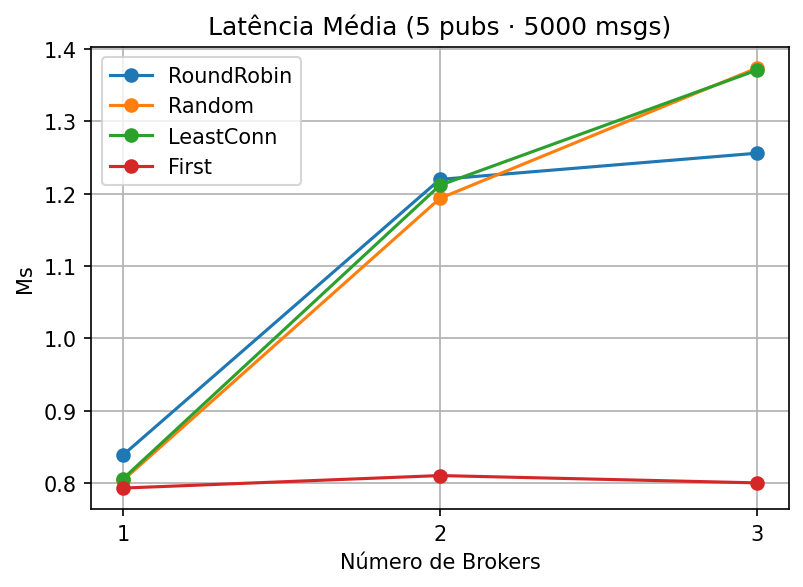 Latência Média (5 pubs · 5000 msgs)
RoundRobin
Random
LeastConn
First
Ms
1.4
1.3
1.2
1.1
1.0
0.9
0.8
1
2
3
Número de Brokers